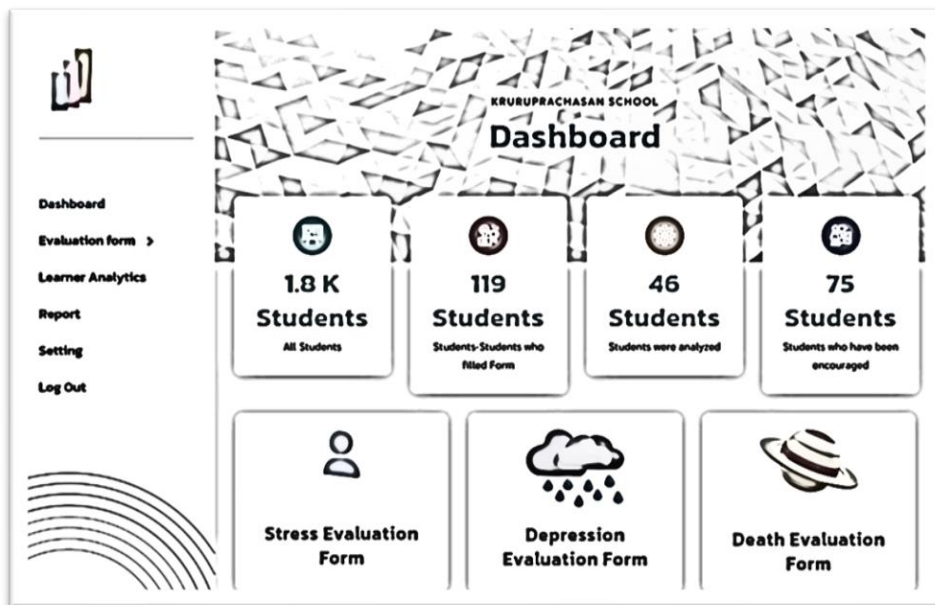 Dashboard
Evaluation form >
Learner Analytics
Report
Setting
Log Out
KRURUPRACHASAN SCHOOL
Dashboard
1.8 K
Students
All Students
119
Students
Students-Students who
filled Form
46
Students
Students were analyzed
75
Students
Students who have been
encouraged
Stress Evaluation
Form
Depression
Evaluation Form
Death Evaluation
Form